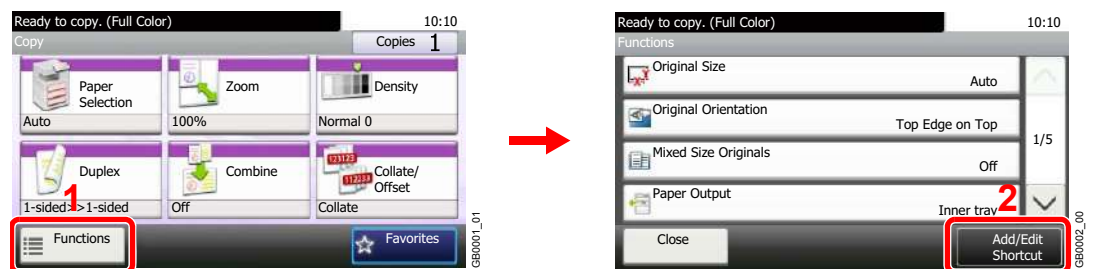 Ready to copy. (Full Color)
10:10
Copy
Copies 1
Paper
Selection
Auto
Zoom
100%
Density
Normal 0
Duplex
1-sided>>1-sided
Combine
Off
Collate/
Offset
Collate
1
Functions
Favorites
GB0001_01
Ready to copy. (Full Color)
10:10
Functions
Original Size
Auto
Original Orientation
Top Edge on Top
1/5
Mixed Size Originals
Off
Paper Output
Inner tray
2
Close
Add/Edit
Shortcut
GB0002_00